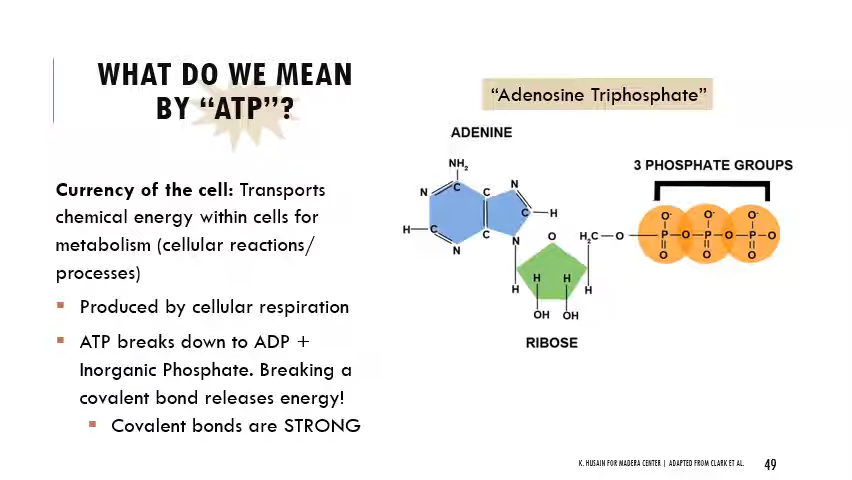 WHAT DO WE MEAN
BY “ATP”?
Currency of the cell: Transports
chemical energy within cells for
metabolism (cellular reactions/
processes)
▪ Produced by cellular respiration
▪ ATP breaks down to ADP +
Inorganic Phosphate. Breaking a
covalent bond releases energy!
▪ Covalent bonds are STRONG
“Adenosine Triphosphate”
ADENINE
NH₂
N
C
C
N
H—C
C
N
C—H
N
3 PHOSPHATE GROUPS
O⁻ O⁻ O⁻
O H₂C—O—P—O—P—O—P—O
O O O
H H H H
OH OH
RIBOSE
K. HUSAIN FOR MADERA CENTER | ADAPTED FROM CLARK ET AL.
49